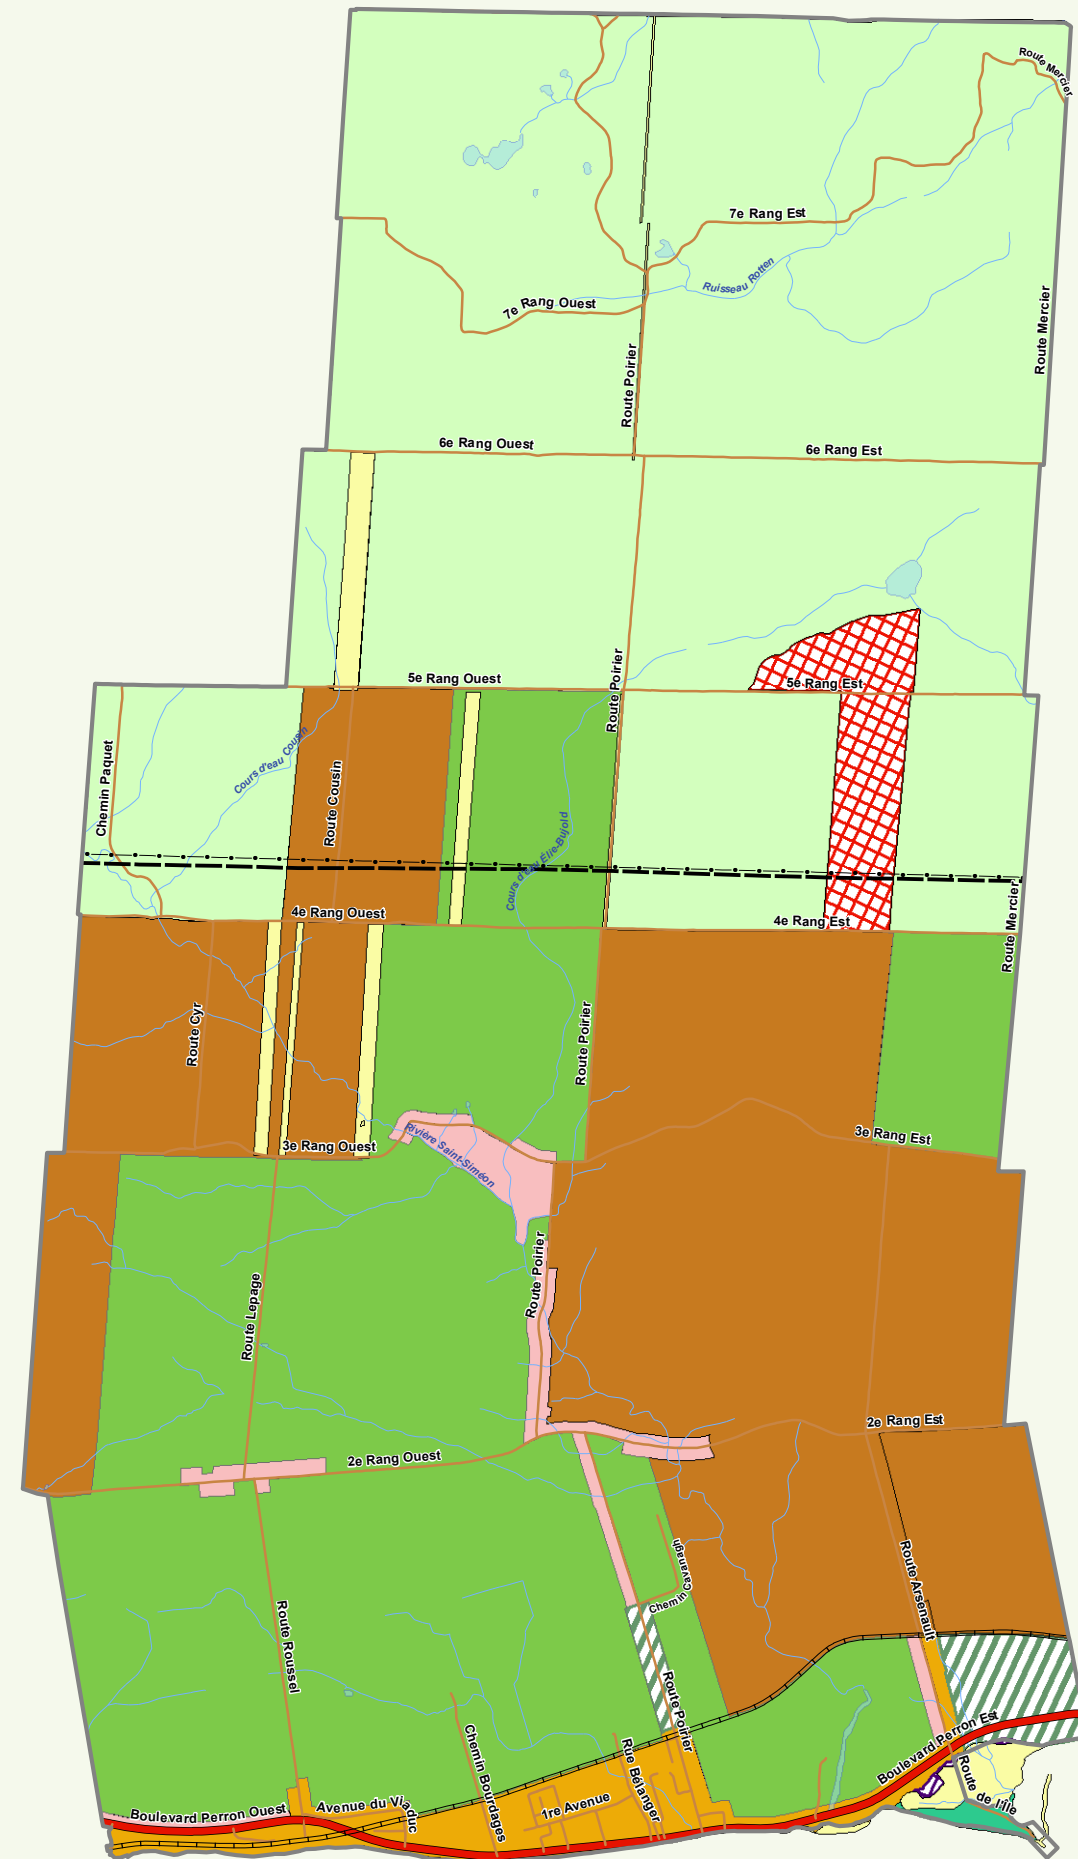 Route Mercier
7e Rang Est
Ruisseau Rotten
7e Rang Ouest
Route Mercier
Route Poirier
6e Rang Ouest
6e Rang Est
5e Rang Ouest
Route Poirier
5e Rang Est
Chemin Paquet
Cours d'eau Cousin
Route Cousin
Cours d'eau Élie-Bujold
4e Rang Ouest
4e Rang Est
Route Mercier
Route Cyr
Route Poirier
3e Rang Ouest
3e Rang Est
Rivière Saint-Siméon
Route Poirier
Route Lepage
2e Rang Est
2e Rang Ouest
Chemin Cavanagh
Route Arsenault
Route Roussel
Route Poirier
Chemin Bourdages
Rue Bélanger
Boulevard Perron Est
Route
de l'île
Boulevard Perron Ouest
Avenue du Viaduc
1re Avenue